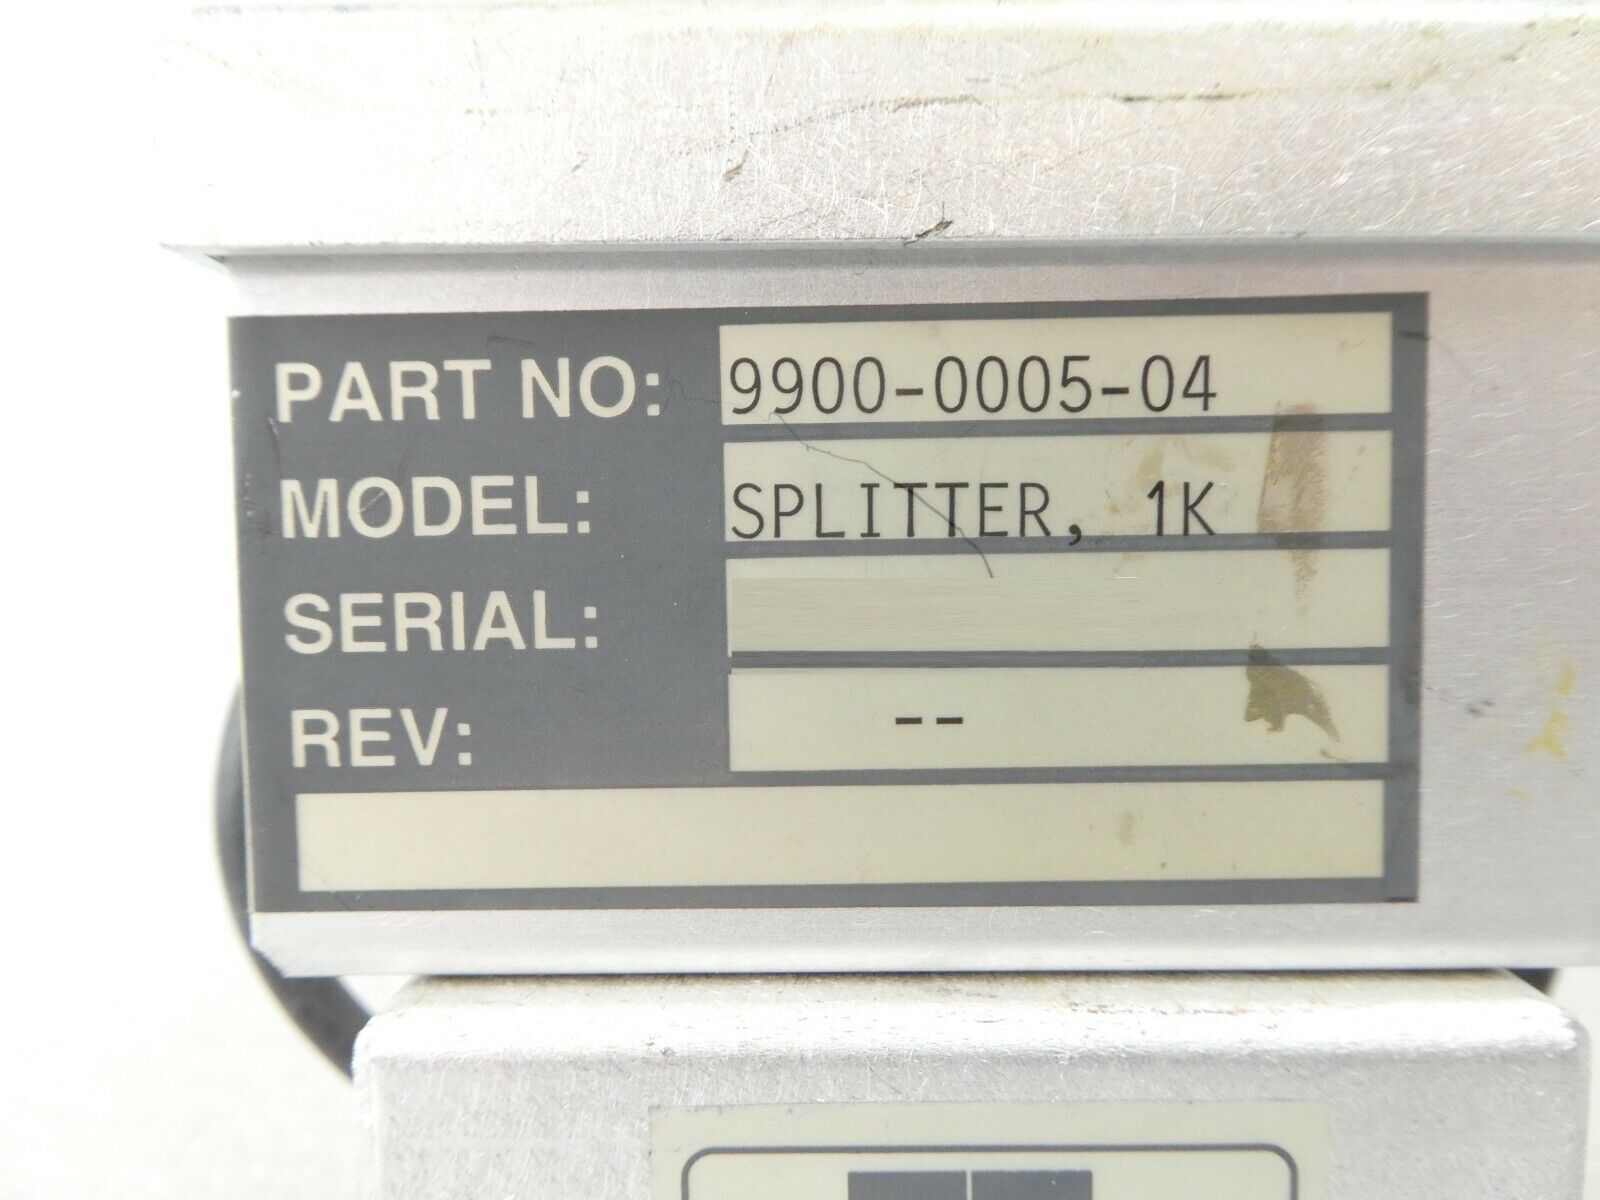 PART NO: 9900-0005-04
MODEL: SPLITTER, 1K
SERIAL:
REV: --